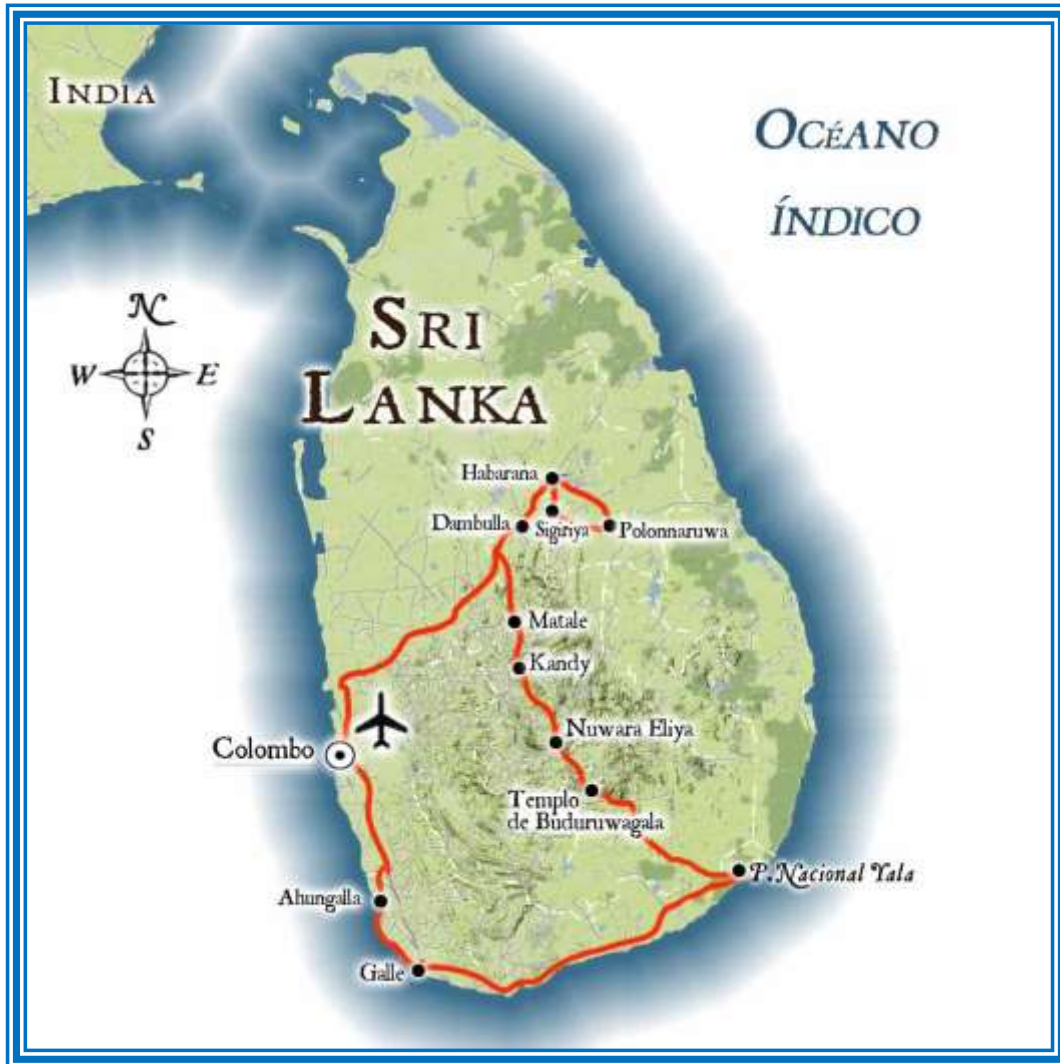 INDIA
OCÉANO
ÍNDICO
N
W
E
S
SRI
LANKA
Habarana
Dambulla
Sigiriya
Polonnaruwa
Matale
Kandy
Nuwara Eliya
Colombo
Templo
de Buduruwagala
P. Nacional Yala
Ahungalla
Galle